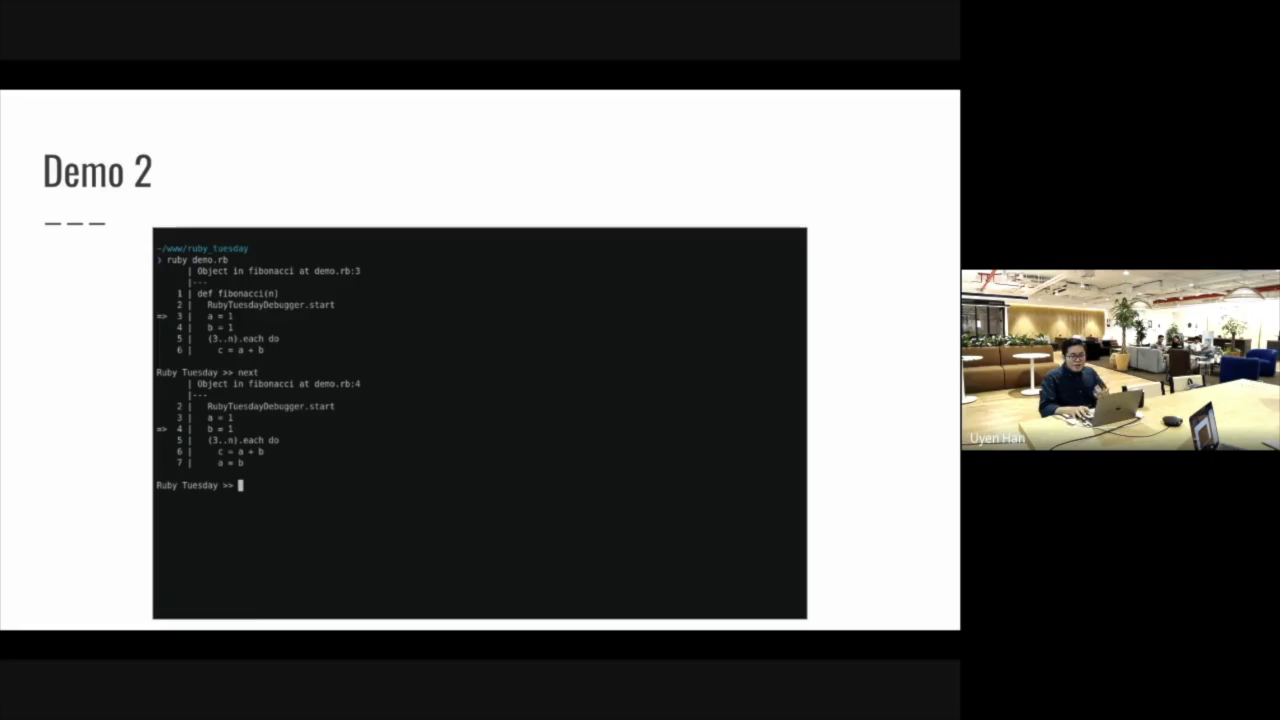 Demo 2
~/www/ruby_tuesday
❯ ruby demo.rb
| Object in fibonacci at demo.rb:3
|---
1 | def fibonacci(n)
2 |   RubyTuesdayDebugger.start
=>  3 |   a = 1
4 |   b = 1
5 |   (3..n).each do
6 |     c = a + b
Ruby Tuesday >> next
| Object in fibonacci at demo.rb:4
|---
2 |   RubyTuesdayDebugger.start
3 |   a = 1
=>  4 |   b = 1
5 |   (3..n).each do
6 |     c = a + b
7 |     a = b
Ruby Tuesday >>
Uyen Han